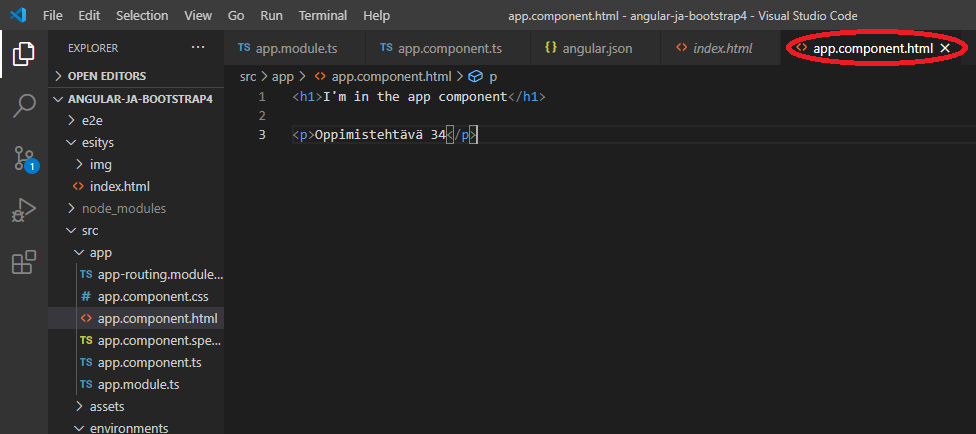 File Edit Selection View Go Run Terminal Help app.component.html - angular-ja-bootstrap4 - Visual Studio Code
EXPLORER ··· TS app.module.ts TS app.component.ts {} angular.json <> index.html <> app.component.html ×
> OPEN EDITORS
src > app > <> app.component.html > p
ANGULAR-JA-BOOTSTRAP4
1 <h1>I'm in the app component</h1>
> e2e
2
esitys
3 <p>Oppimistehtävä 34</p>
> img
<> index.html
1
> node_modules
src
app
TS app-routing.module...
# app.component.css
<> app.component.html
TS app.component.spe...
TS app.component.ts
TS app.module.ts
> assets
environments